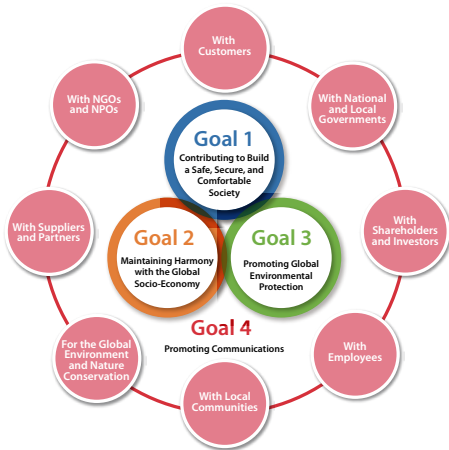 With
Customers
With National
and Local
Governments
With
Shareholders
and Investors
With
Employees
With Local
Communities
For the Global
Environment
and Nature
Conservation
With Suppliers
and Partners
With NGOs
and NPOs
Goal 1
Contributing to Build
a Safe, Secure, and
Comfortable
Society
Goal 2
Maintaining Harmony
with the Global
Socio-Economy
Goal 3
Promoting Global
Environmental
Protection
Goal 4
Promoting Communications